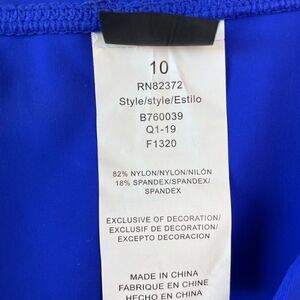 10
RN82372
Style/style/Estilo
B760039
Q1-19
F1320
82% NYLON/NYLON/NILÓN
18% SPANDEX/SPANDEX/
SPANDEX
EXCLUSIVE OF DECORATION/
EXCLUSIF DE DECORATION/
EXCEPTO DECORACION
MADE IN CHINA
FABRIQUE EN CHINE
HECHO EN CHINA